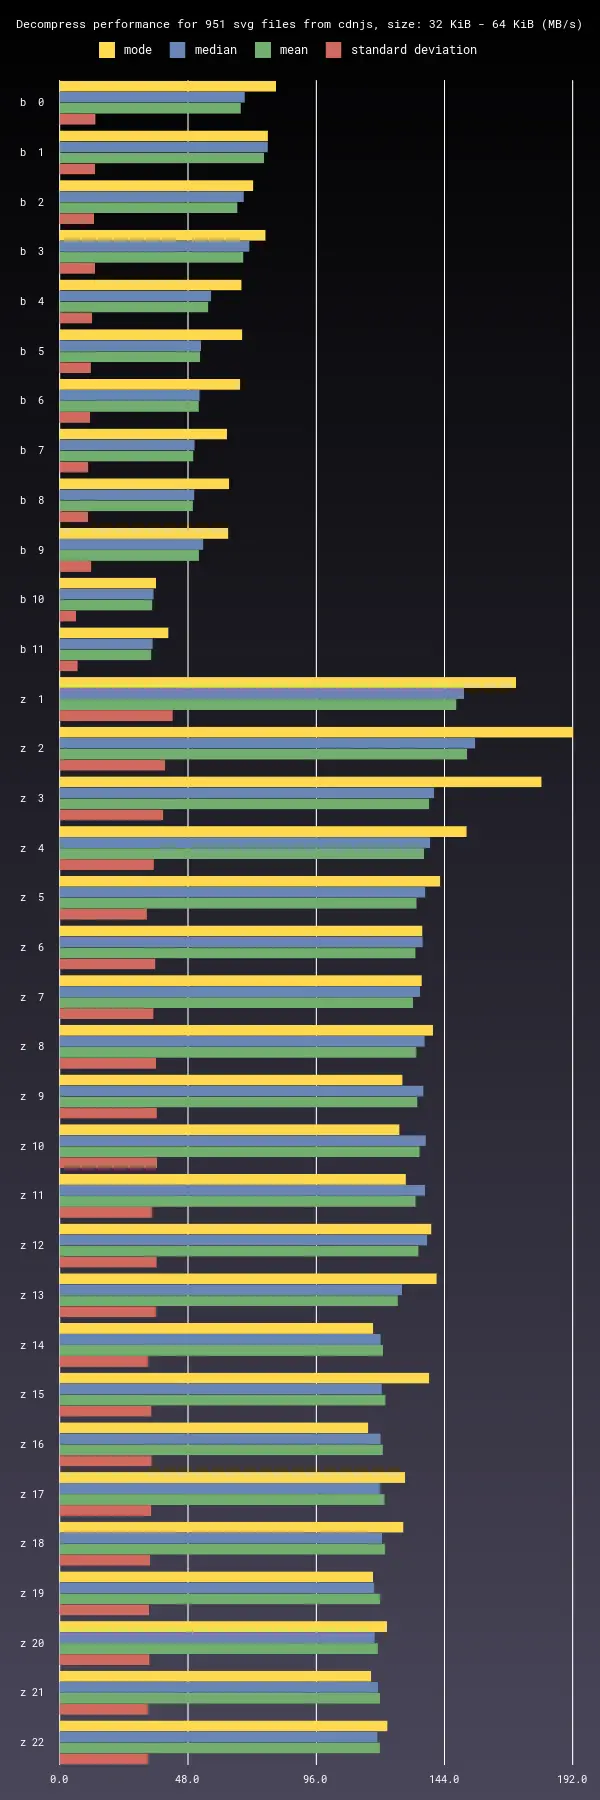 Decompress performance for 951 svg files from cdnjs, size: 32 KiB - 64 KiB (MB/s)
mode median mean standard deviation
b 0
b 1
b 2
b 3
b 4
b 5
b 6
b 7
b 8
b 9
b 10
b 11
z 1
z 2
z 3
z 4
z 5
z 6
z 7
z 8
z 9
z 10
z 11
z 12
z 13
z 14
z 15
z 16
z 17
z 18
z 19
z 20
z 21
z 22
0.0 48.0 96.0 144.0 192.0